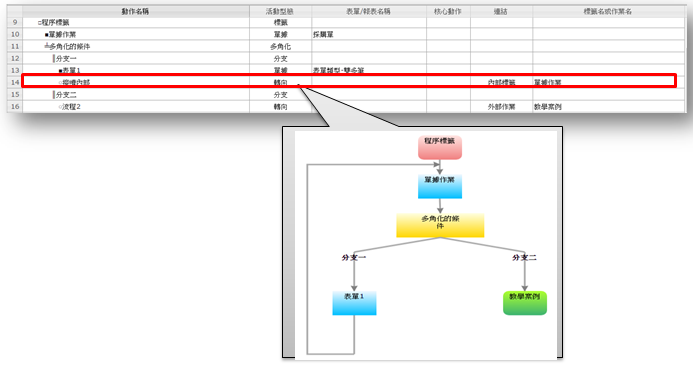 動作名稱 活動型態 表單/報表名稱 核心動作 連結 標籤名或作業名
9 □程序標籤 標籤
10 ■單據作業 單據 採購單
11 多角化的條件 多角化
12 分支一 分支
13 ■表單1 單據 表單類型-雙多筆
14 接續內部 轉向 內部標籤 單據作業
15 分支二 分支
16 流程2 轉向 外部作業 教學案例
程序標籤
單據作業
多角化的條
件
分支一 分支二
表單1 教學案例